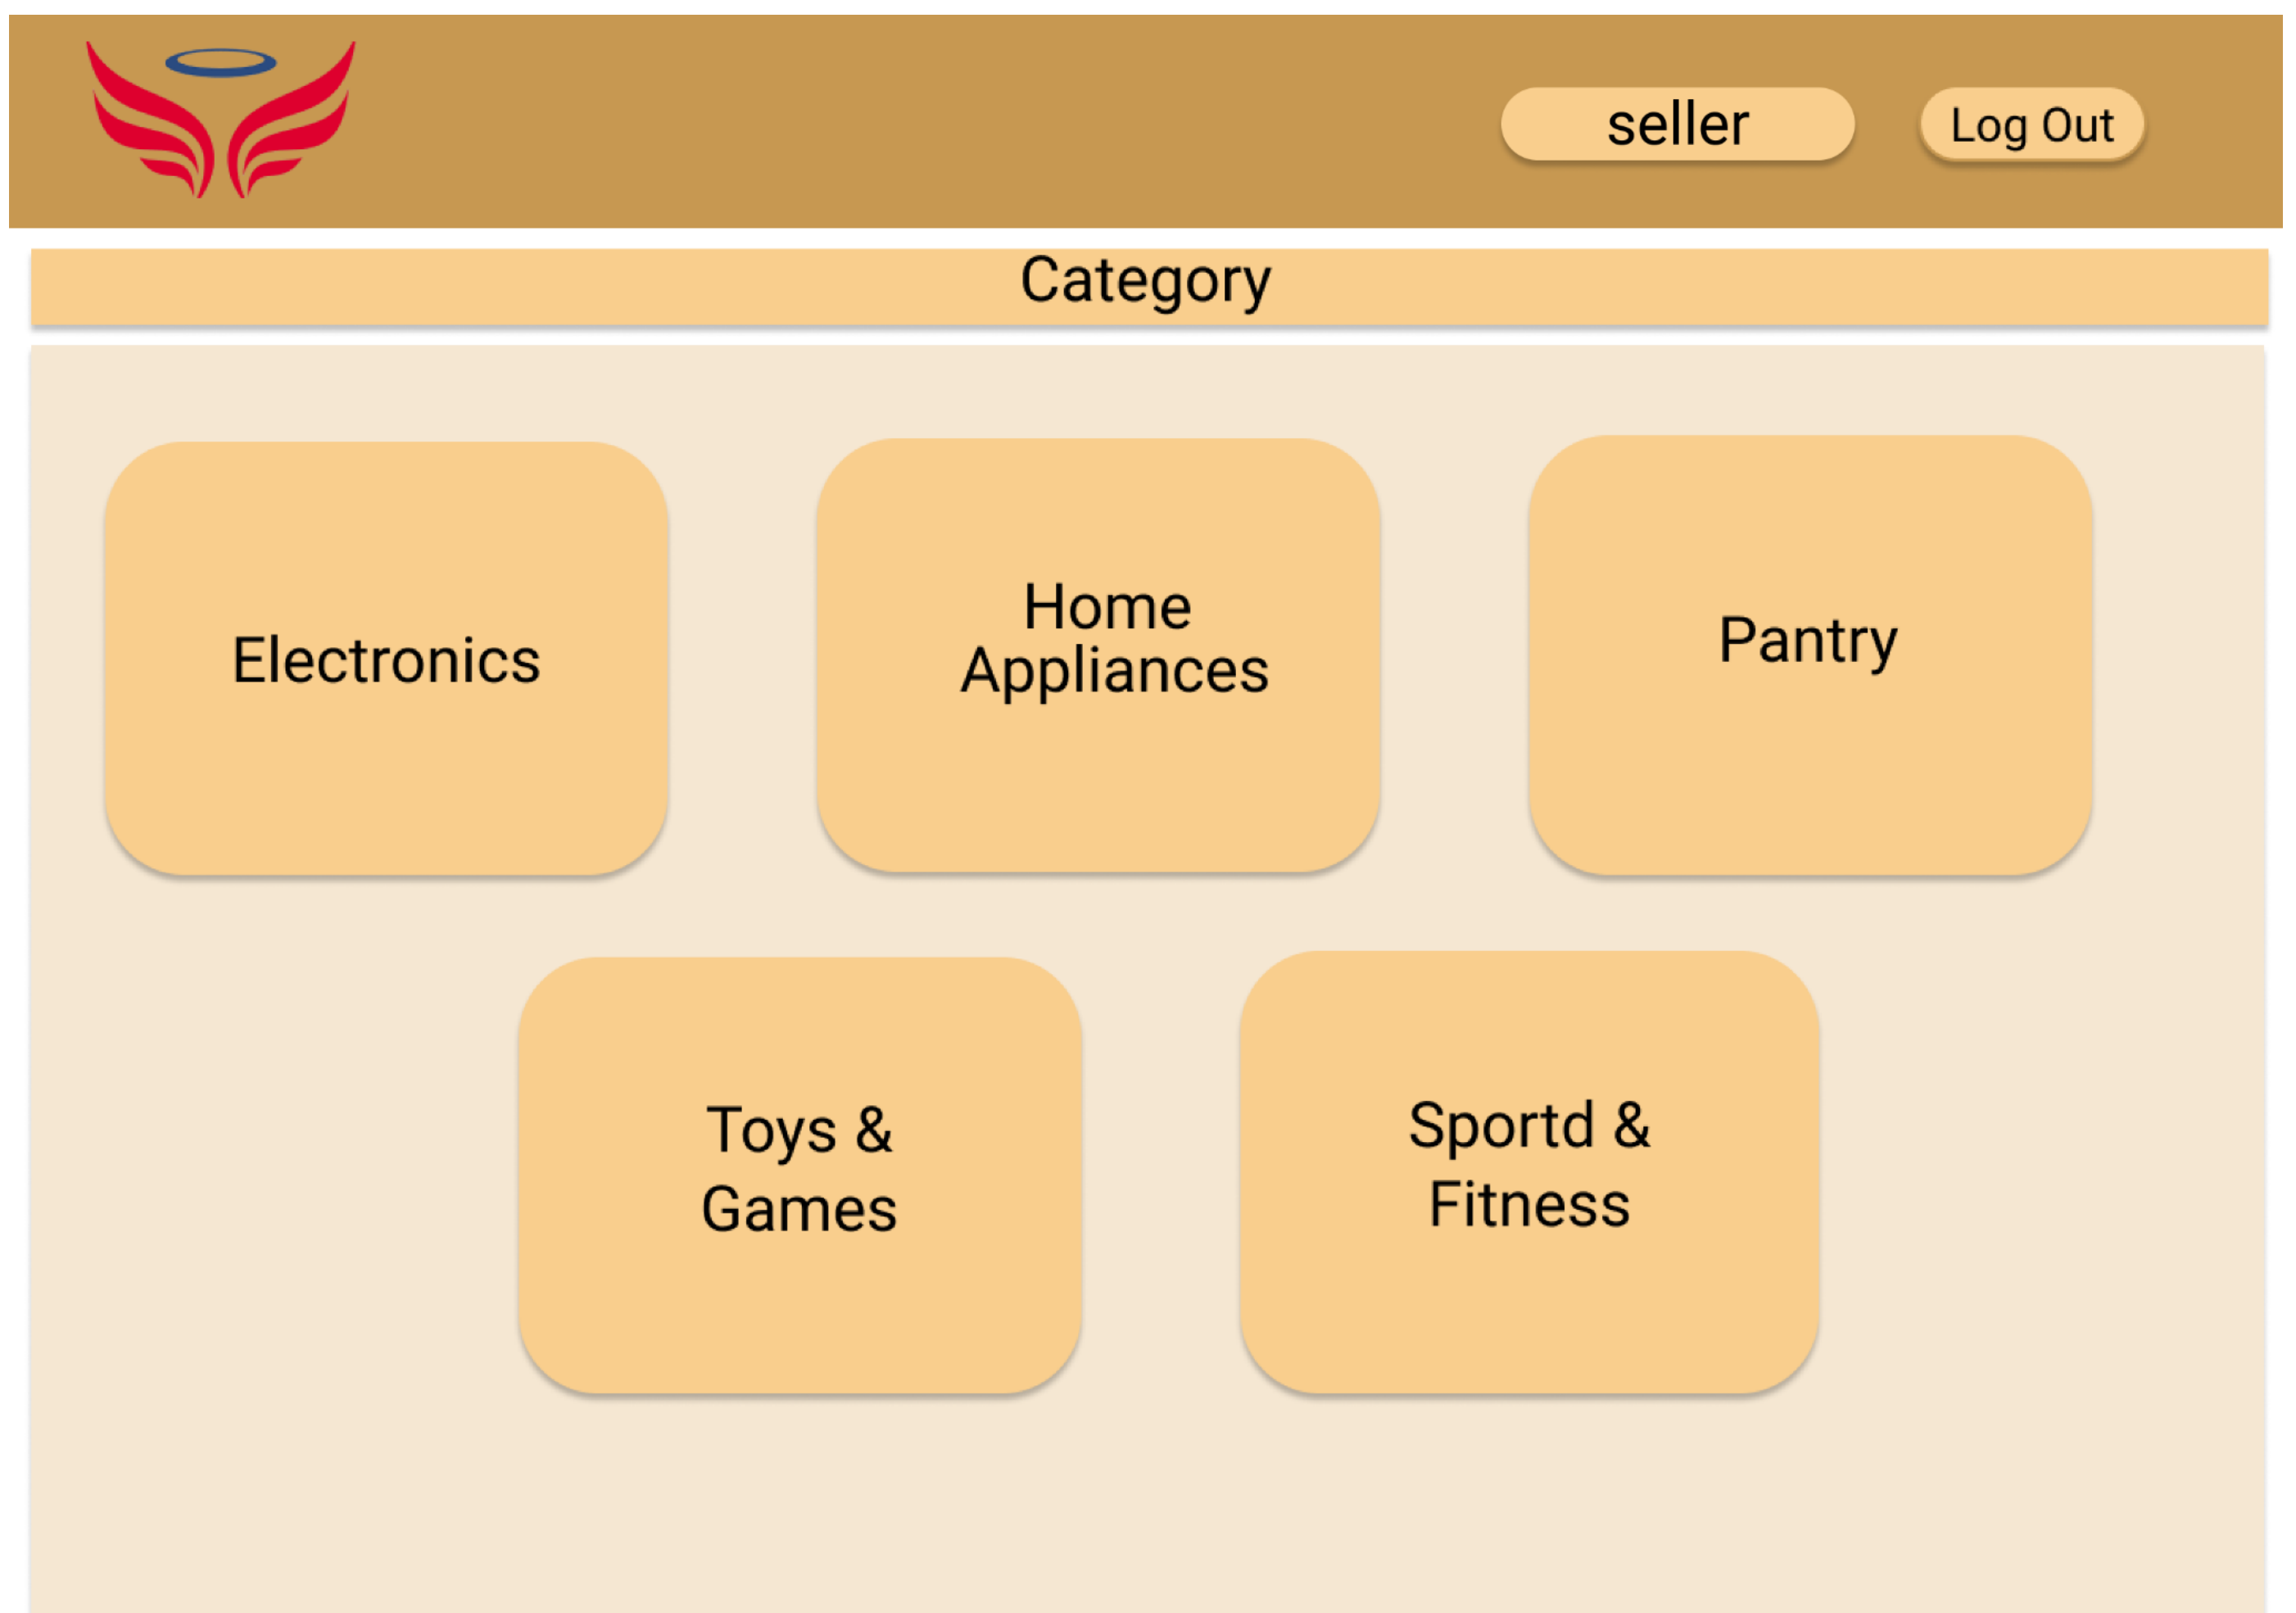 seller
Log Out
Category
Electronics
Home
Appliances
Pantry
Toys &
Games
Sportd &
Fitness